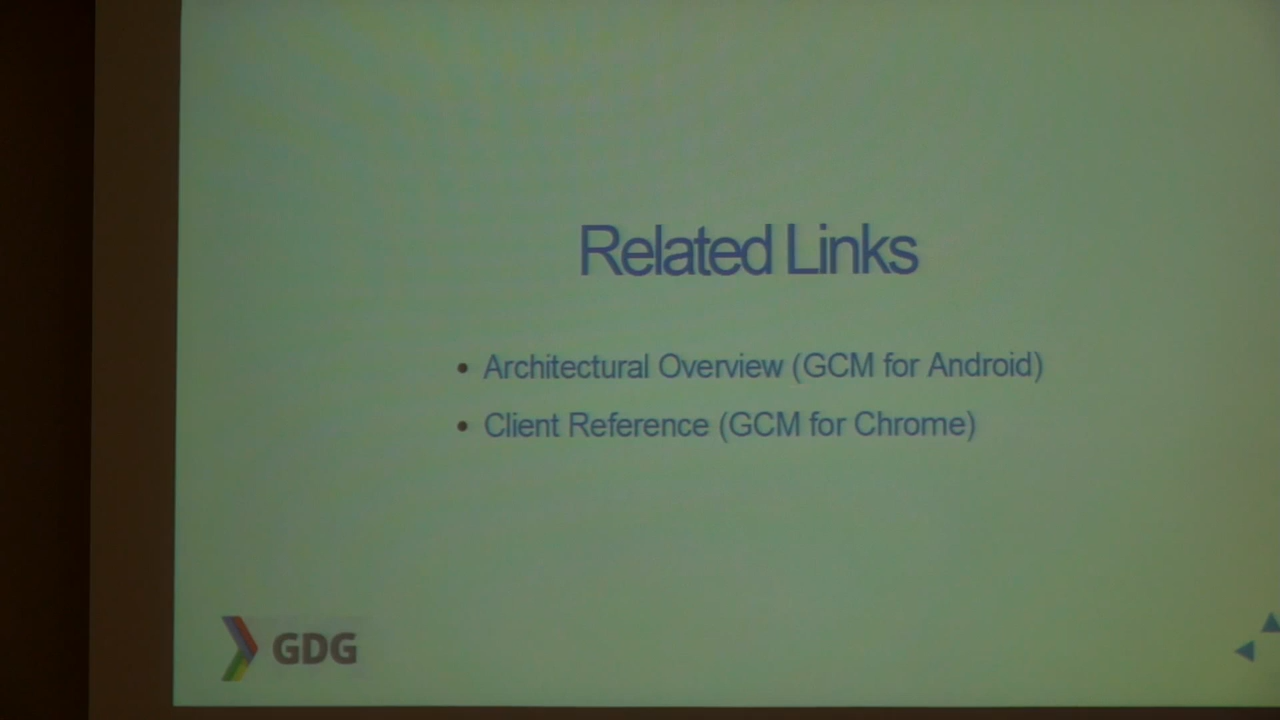 Related Links
• Architectural Overview (GCM for Android)
• Client Reference (GCM for Chrome)
GDG